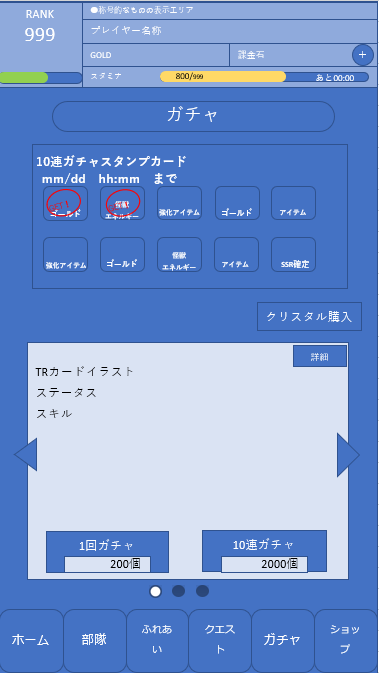 RANK
999
●称号的なものの表示エリア
プレイヤー名称
GOLD
課金石
+
スタミナ
800/999
あと00:00
ガチャ
10連ガチャスタンプカード
mm/dd hh:mm まで
ゴールド
怪獣
エネルギー
強化アイテム
ゴールド
アイテム
強化アイテム
ゴールド
怪獣
エネルギー
アイテム
SSR確定
クリスタル購入
詳細
TRカードイラスト
ステータス
スキル
1回ガチャ
200個
10連ガチャ
2000個
ホーム
部隊
ふれあ
い
クエス
ト
ガチャ
ショッ
プ